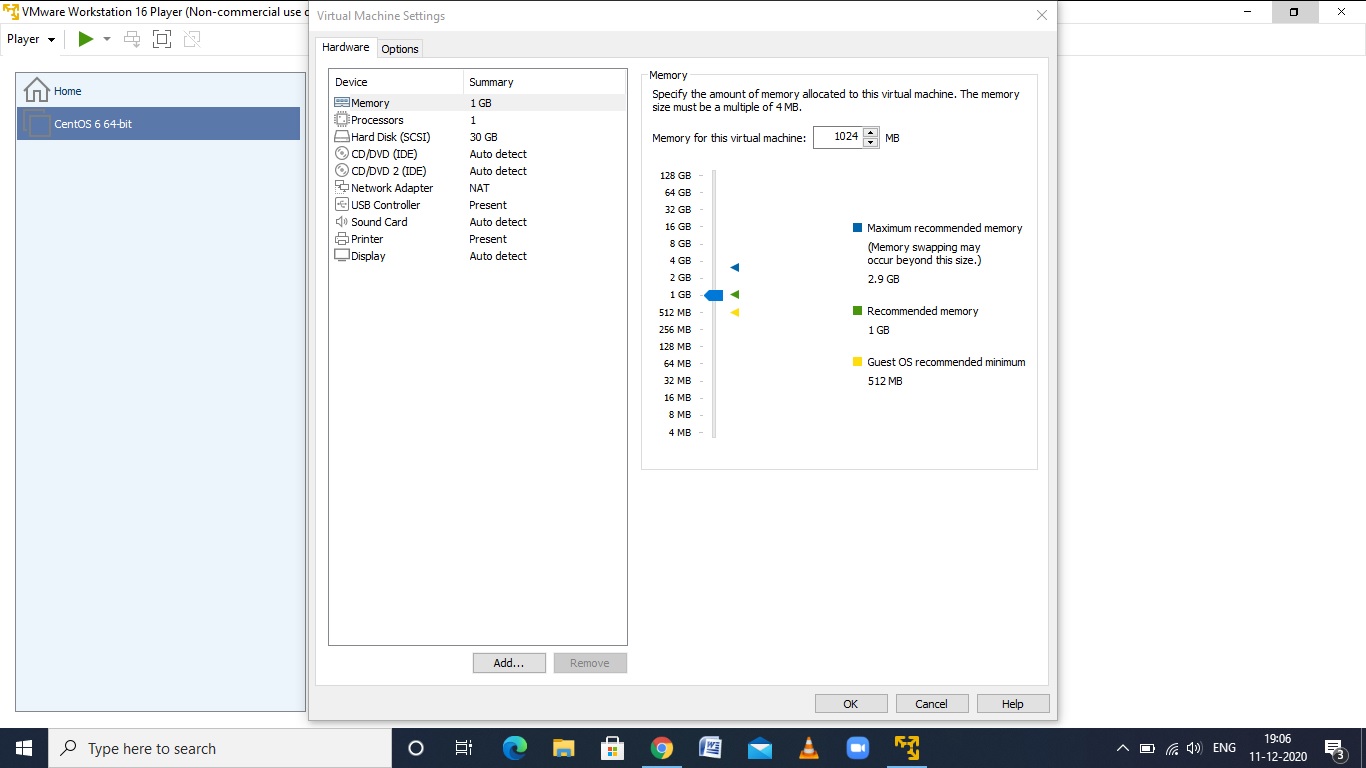 VMware Workstation 16 Player (Non-commercial use o
Player
Home
CentOS 6 64-bit
Virtual Machine Settings
Hardware
Options
Device Summary
Memory 1 GB
Processors 1
Hard Disk (SCSI) 30 GB
CD/DVD (IDE) Auto detect
CD/DVD 2 (IDE) Auto detect
Network Adapter NAT
USB Controller Present
Sound Card Auto detect
Printer Present
Display Auto detect
Add...
Remove
Memory
Specify the amount of memory allocated to this virtual machine. The memory
size must be a multiple of 4 MB.
Memory for this virtual machine: 1024 MB
128 GB
64 GB
32 GB
16 GB
8 GB
4 GB
2 GB
1 GB
512 MB
256 MB
128 MB
64 MB
32 MB
16 MB
8 MB
4 MB
Maximum recommended memory
(Memory swapping may
occur beyond this size.)
2.9 GB
Recommended memory
1 GB
Guest OS recommended minimum
512 MB
OK
Cancel
Help
Type here to search
ENG
19:06
11-12-2020
3